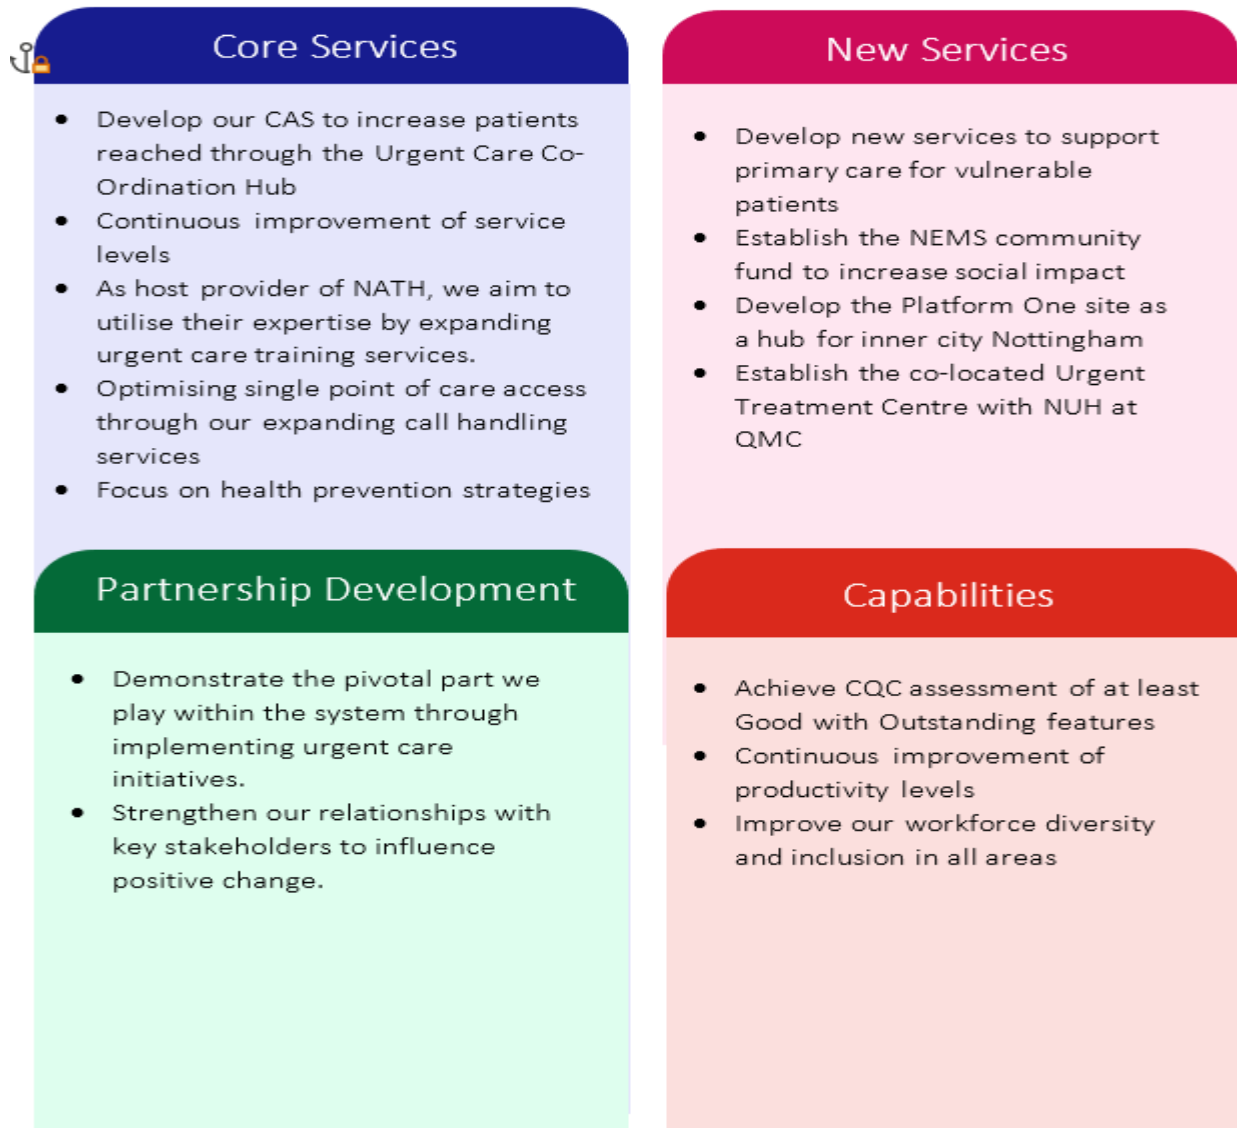 Core Services
• Develop our CAS to increase patients
reached through the Urgent Care Co-
Ordination Hub
• Continuous improvement of service
levels
• As host provider of NATH, we aim to
utilise their expertise by expanding
urgent care training services.
• Optimising single point of care access
through our expanding call handling
services
• Focus on health prevention strategies
New Services
• Develop new services to support
primary care for vulnerable
patients
• Establish the NEMS community
fund to increase social impact
• Develop the Platform One site as
a hub for inner city Nottingham
• Establish the co-located Urgent
Treatment Centre with NUH at
QMC
Partnership Development
• Demonstrate the pivotal part we
play within the system through
implementing urgent care
initiatives.
• Strengthen our relationships with
key stakeholders to influence
positive change.
Capabilities
• Achieve CQC assessment of at least
Good with Outstanding features
• Continuous improvement of
productivity levels
• Improve our workforce diversity
and inclusion in all areas